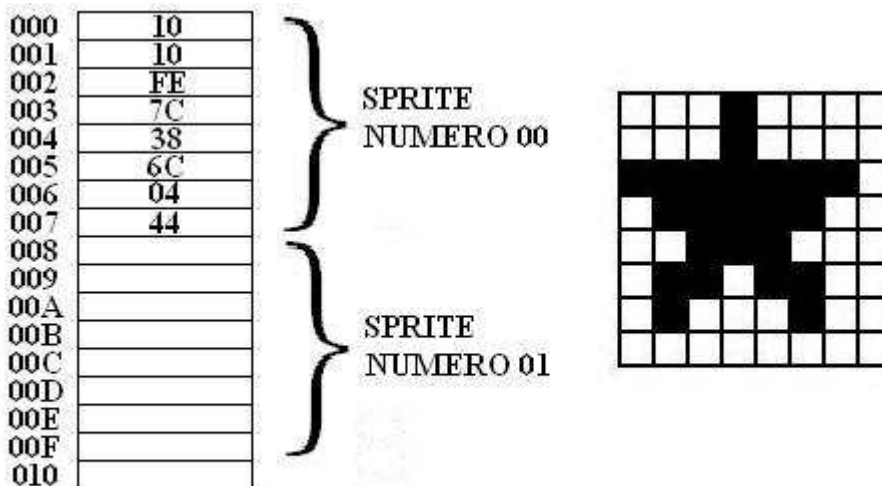 000 10
001 10
002 FE
003 7C
004 38
005 6C
006 04
007 44
008
009
00A
00B
00C
00D
00E
00F
010
SPRITE
NUMERO 00
SPRITE
NUMERO 01